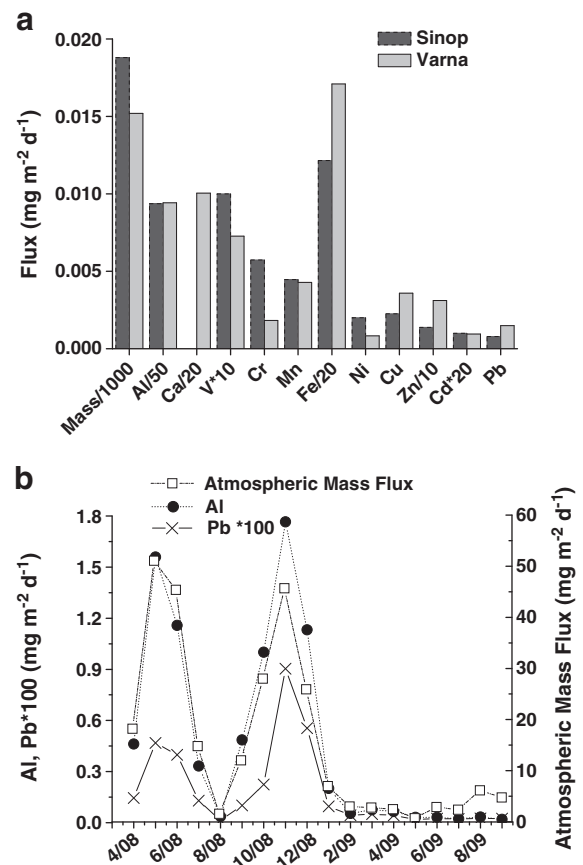 a
Sinop
Varna
Flux (mg m⁻² d⁻¹)
0.020
0.015
0.010
0.005
0.000
Mass/1000
Al/50
Ca/20
V*10
Cr
Mn
Fe/20
Ni
Cu
Zn/10
Cd*20
Pb
b
Atmospheric Mass Flux
Al
Pb *100
Al, Pb*100 (mg m⁻² d⁻¹)
1.8
1.5
1.2
0.9
0.6
0.3
0.0
Atmospheric Mass Flux (mg m⁻² d⁻¹)
60
50
40
30
20
10
0
4/08
6/08
8/08
10/08
12/08
2/09
4/09
6/09
8/09